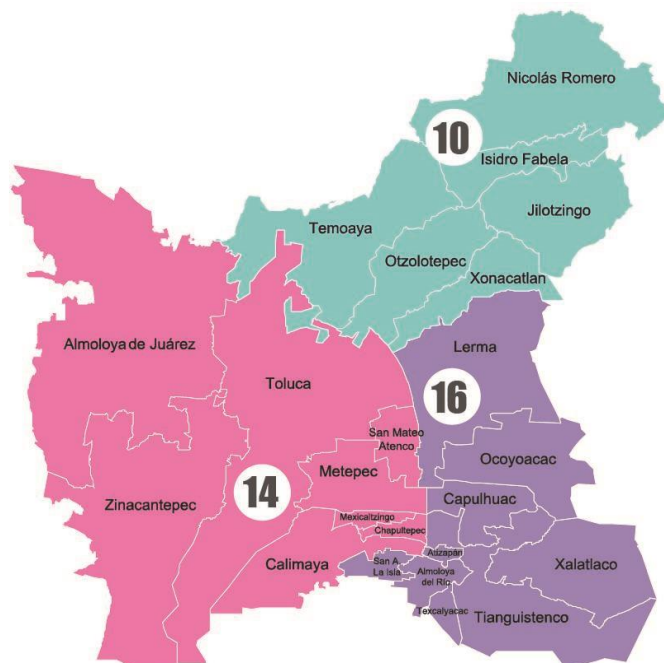 Nicolás Romero
10
Isidro Fabela
Jilotzingo
Temoaya
Otzolotepec
Xonacatlan
Almoloya de Juárez
Lerma
Toluca
16
San Mateo
Atenco
Ocoyoacac
Metepec
14
Zinacantepec
Capulhuac
Mexicaltzingo
Chapultepec
Calimaya
San A.
La Isla
Atizapán
Almoloya
del Río
Xalatlaco
Texcalyacac
Tianguistenco